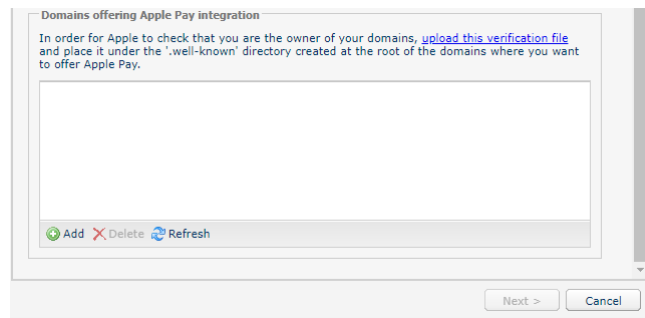 Domains offering Apple Pay integration
In order for Apple to check that you are the owner of your domains, upload this verification file
and place it under the '.well-known' directory created at the root of the domains where you want
to offer Apple Pay.
Add Delete Refresh
Next > Cancel